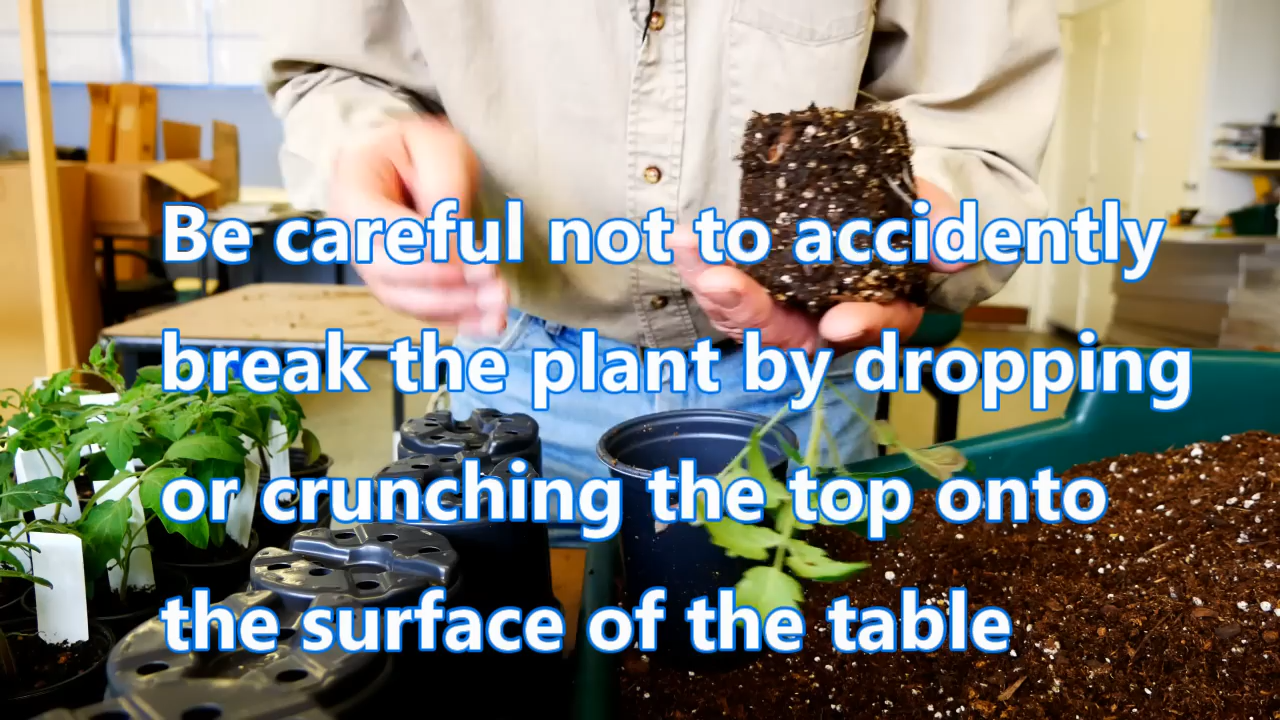 Be careful not to accidently
break the plant by dropping
or crunching the top onto
the surface of the table